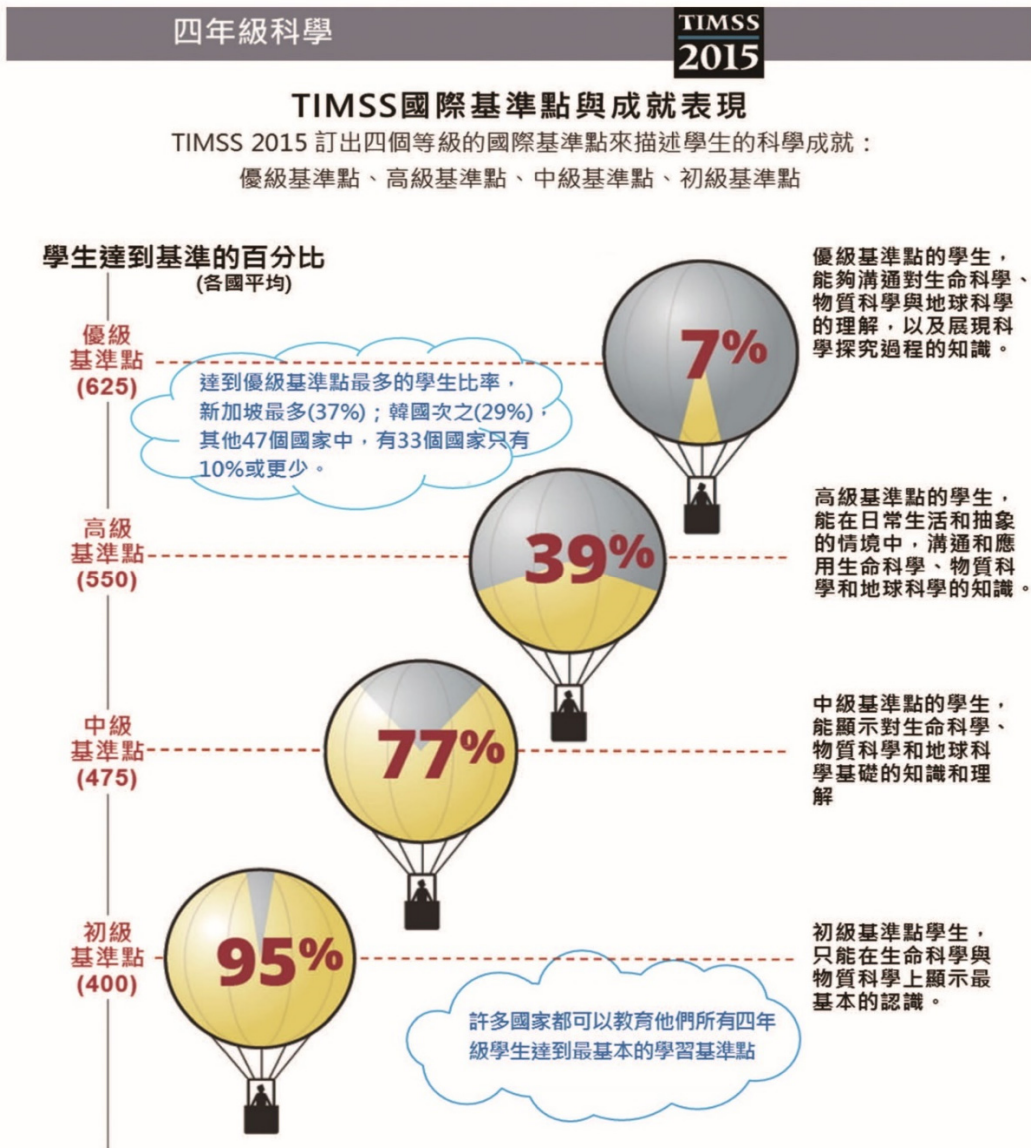 四年級科學
TIMSS
2015
TIMSS國際基準點與成就表現
TIMSS 2015 訂出四個等級的國際基準點來描述學生的科學成就：
優級基準點、高級基準點、中級基準點、初級基準點
學生達到基準的百分比
(各國平均)
優級
基準點
(625)
達到優級基準點最多的學生比率，
新加坡最多(37%)；韓國次之(29%)，
其他47個國家中，有33個國家只有
10%或更少。
7%
優級基準點的學生，
能夠溝通對生命科學、
物質科學與地球科學
的理解，以及展現科
學探究過程的知識。
高級
基準點
(550)
39%
高級基準點的學生，
能在日常生活和抽象
的情境中，溝通和應
用生命科學、物質科
學和地球科學的知識。
中級
基準點
(475)
77%
中級基準點的學生，
能顯示對生命科學、
物質科學和地球科
學基礎的知識和理
解
初級
基準點
(400)
95%
初級基準點學生，
只能在生命科學與
物質科學上顯示最
基本的認識。
許多國家都可以教育他們所有四年
級學生達到最基本的學習基準點